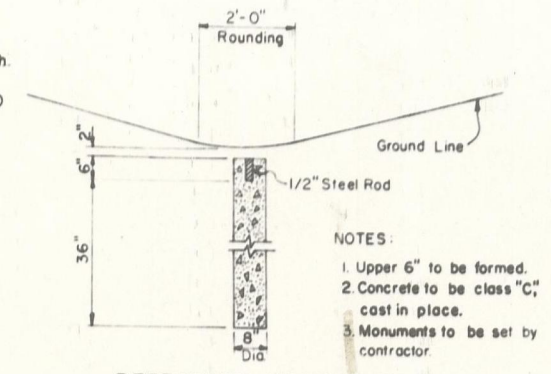 2'-0"
Rounding
h.
)
2"
6"
36"
Ground Line
1/2" Steel Rod
8"
Dia.
NOTES:
1. Upper 6" to be formed.
2. Concrete to be class "C",
cast in place.
3. Monuments to be set by
contractor.